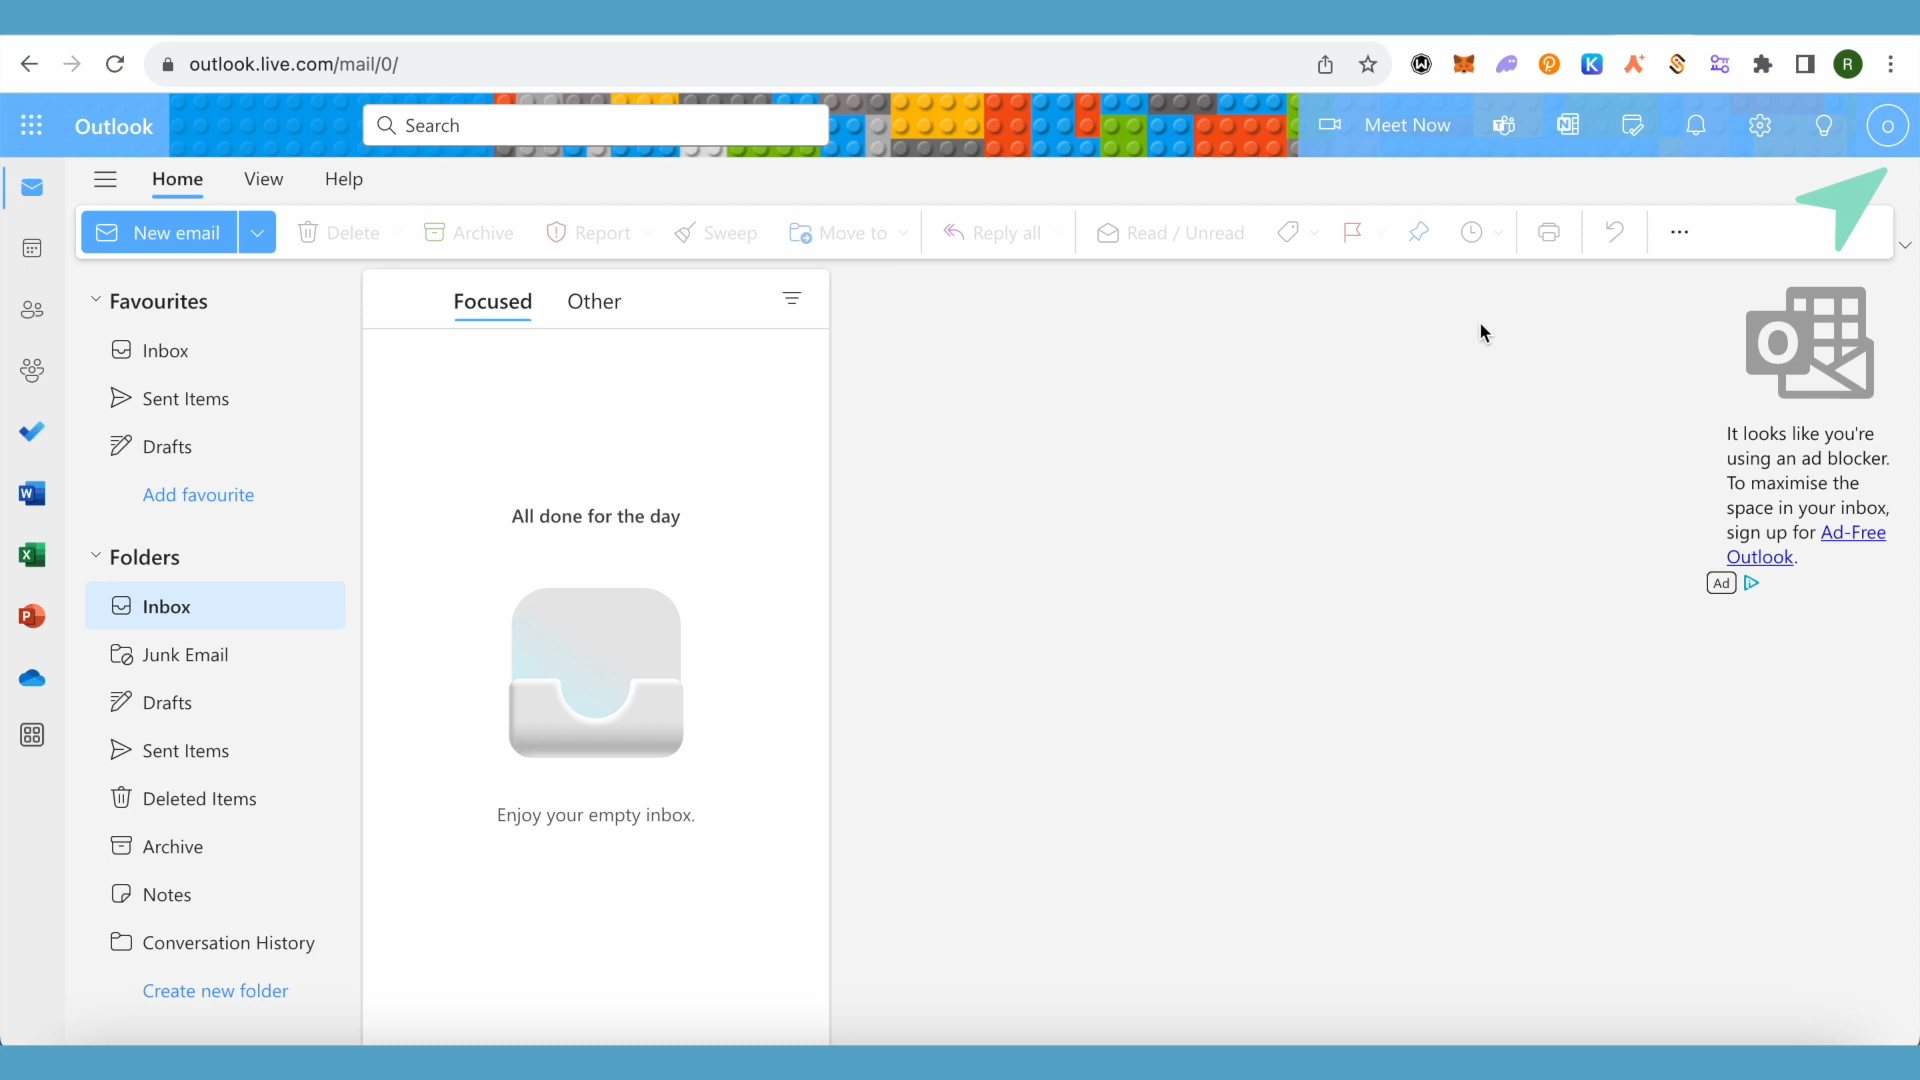 outlook.live.com/mail/0/
R
Outlook
Search
Meet Now
O
Home View Help
New email Delete Archive Report Sweep Move to Reply all Read / Unread
Favourites
Inbox
Sent Items
Drafts
Add favourite
Folders
Inbox
Junk Email
Drafts
Sent Items
Deleted Items
Archive
Notes
Conversation History
Create new folder
Focused Other
All done for the day
Enjoy your empty inbox.
It looks like you're
using an ad blocker.
To maximise the
space in your inbox,
sign up for Ad-Free
Outlook.
Ad